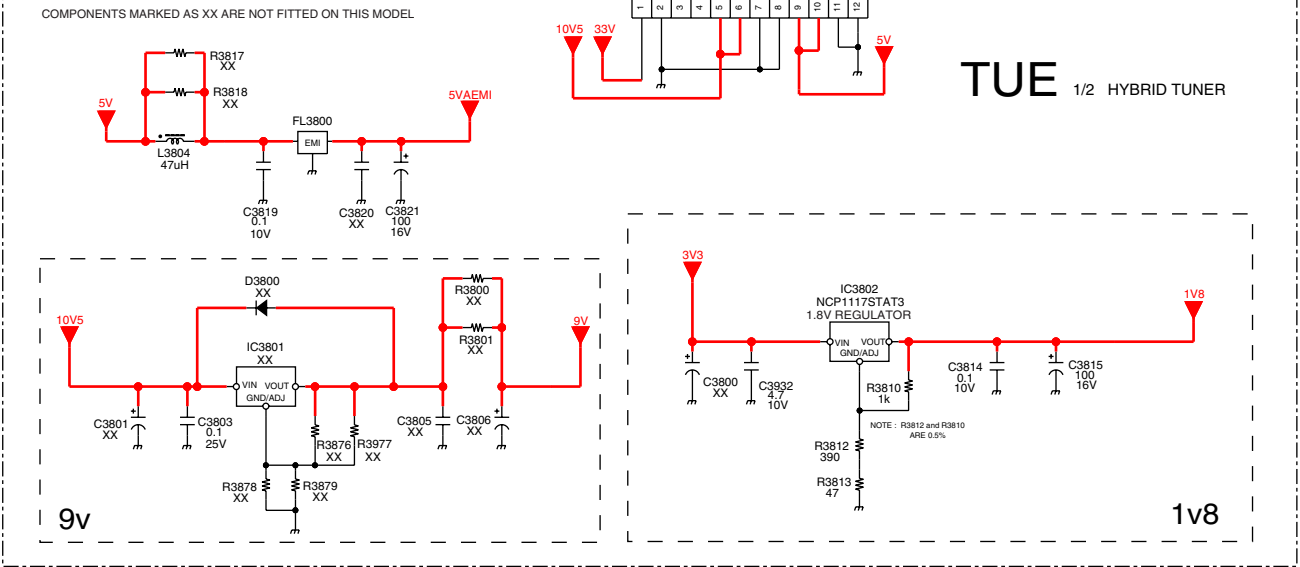 COMPONENTS MARKED AS XX ARE NOT FITTED ON THIS MODEL
1 2 3 4 5 6 7 8 9 10 11 12
10V5 33V 5V
TUE 1/2 HYBRID TUNER
R3817
XX
R3818
XX
5V
5VAEMI
FL3800
EMI
L3804
47uH
C3819
0.1
10V
C3820
XX
C3821
100
16V
D3800
XX
R3800
XX
R3801
XX
10V5
9V
IC3801
XX
VIN VOUT
GND/ADJ
C3801
XX
C3803
0.1
25V
R3876
XX
R3977
XX
C3805
XX
C3806
XX
R3878
XX
R3879
XX
9v
3V3
IC3802
NCP1117STAT3
1.8V REGULATOR
1V8
VIN VOUT
GND/ADJ
C3800
XX
C3932
4.7
10V
R3810
1k
C3814
0.1
10V
C3815
100
16V
NOTE : R3812 and R3810
ARE 0.5%
R3812
390
R3813
47
1v8